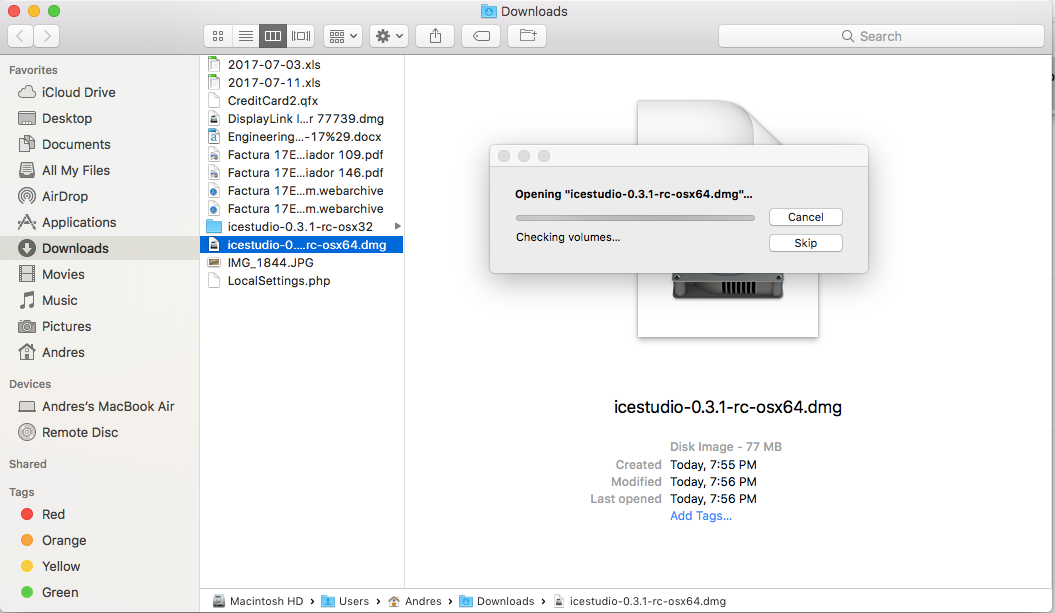 Downloads
Search
Favorites
iCloud Drive
Desktop
Documents
All My Files
AirDrop
Applications
Downloads
Movies
Music
Pictures
Andres
Devices
Andres's MacBook Air
Remote Disc
Shared
Tags
Red
Orange
Yellow
Green
2017-07-03.xls
2017-07-11.xls
CreditCard2.qfx
DisplayLink I...r 77739.dmg
Engineering...-17%29.docx
Factura 17E...iador 109.pdf
Factura 17E...iador 146.pdf
Factura 17E...m.webarchive
Factura 17E...m.webarchive
icestudio-0.3.1-rc-osx32
icestudio-0....rc-osx64.dmg
IMG_1844.JPG
LocalSettings.php
Opening "icestudio-0.3.1-rc-osx64.dmg"...
Cancel
Checking volumes...
Skip
icestudio-0.3.1-rc-osx64.dmg
Disk Image - 77 MB
Created Today, 7:55 PM
Modified Today, 7:56 PM
Last opened Today, 7:56 PM
Add Tags...
Macintosh HD › Users › Andres › Downloads › icestudio-0.3.1-rc-osx64.dmg